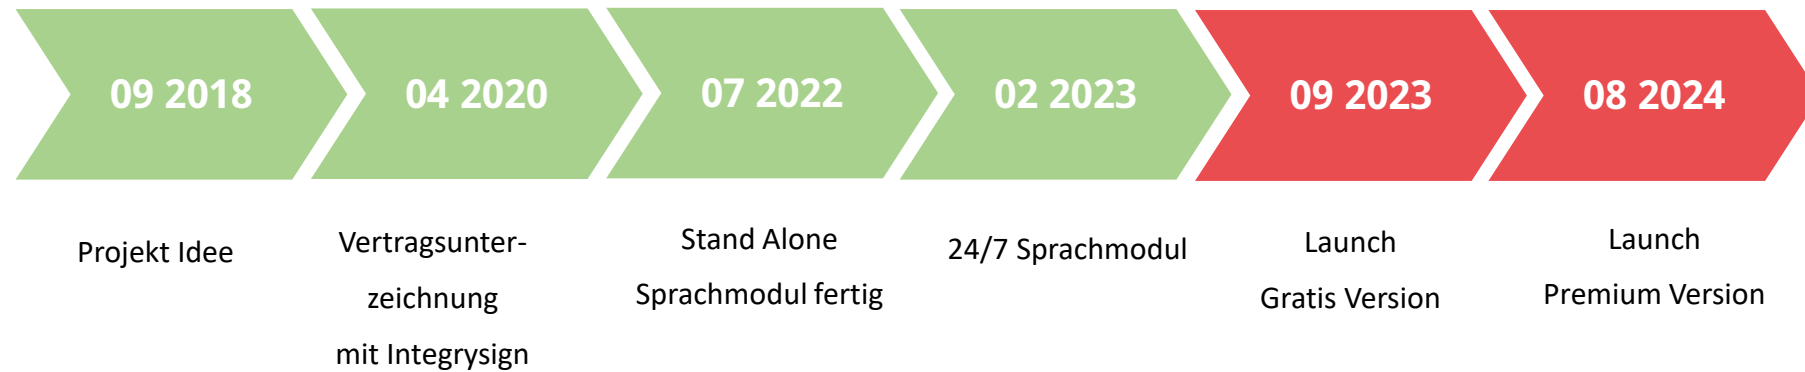 09 2018
04 2020
07 2022
02 2023
09 2023
08 2024
Projekt Idee
Vertragsunter-
zeichnung
mit Integrysign
Stand Alone
Sprachmodul fertig
24/7 Sprachmodul
Launch
Gratis Version
Launch
Premium Version